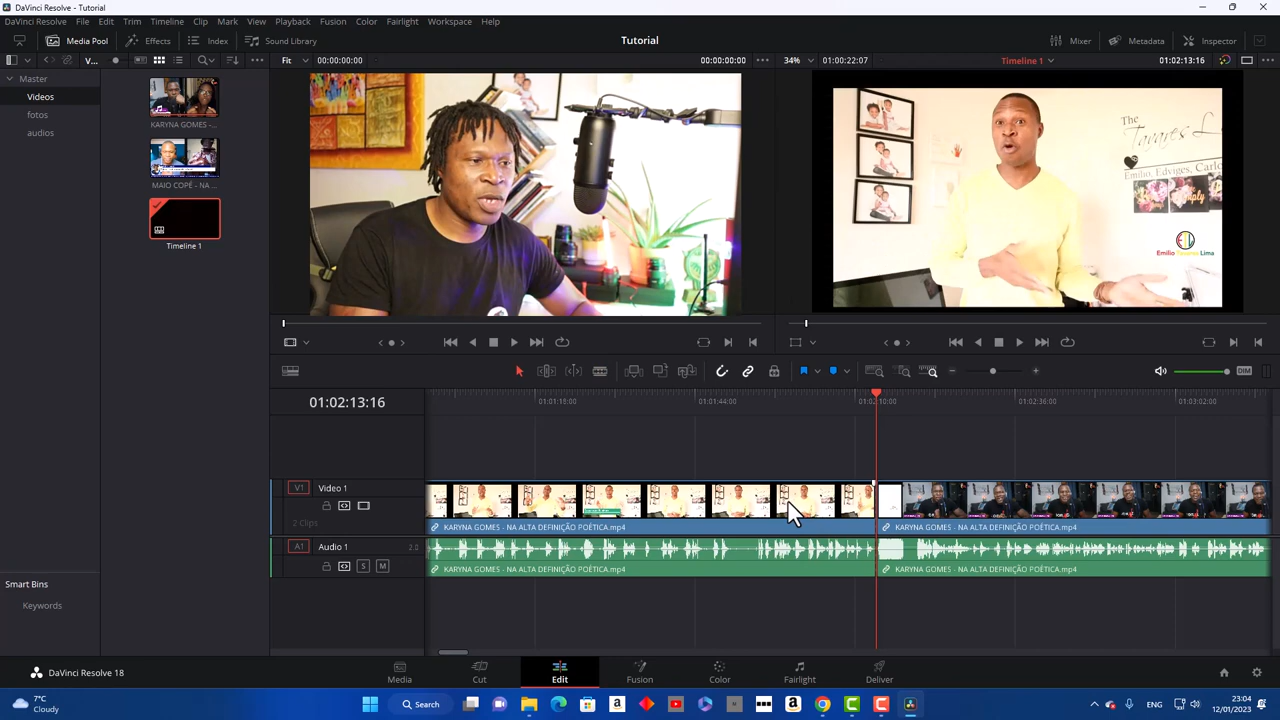 DaVinci Resolve - Tutorial
DaVinci Resolve File Edit Trim Timeline Clip Mark View Playback Fusion Color Fairlight Workspace Help
Media Pool Effects Index Sound Library Tutorial Mixer Metadata Inspector
V... Fit 00:00:00:00 00:00:00:00 34% 01:00:22:07 Timeline 1 01:02:13:16
Master
Videos
fotos
audios
KARYNA GOMES -...
MAIO COPÉ - NA ...
Timeline 1
The
Tavares L
Emilio, Edviges, Carlo
Emilio Tavares Lima
01:02:13:16
01:01:18:00 01:01:44:00 01:02:10:00 01:02:36:00 01:03:02:00
V1 Video 1
2 Clips
KARYNA GOMES - NA ALTA DEFINIÇÃO POÉTICA.mp4 KARYNA GOMES - NA ALTA DEFINIÇÃO POÉTICA.mp4
A1 Audio 1 2.0
S M
KARYNA GOMES - NA ALTA DEFINIÇÃO POÉTICA.mp4 KARYNA GOMES - NA ALTA DEFINIÇÃO POÉTICA.mp4
DIM
Smart Bins
Keywords
DaVinci Resolve 18
Media Cut Edit Fusion Color Fairlight Deliver
7°C
Cloudy
Search
ENG
23:04
12/01/2023